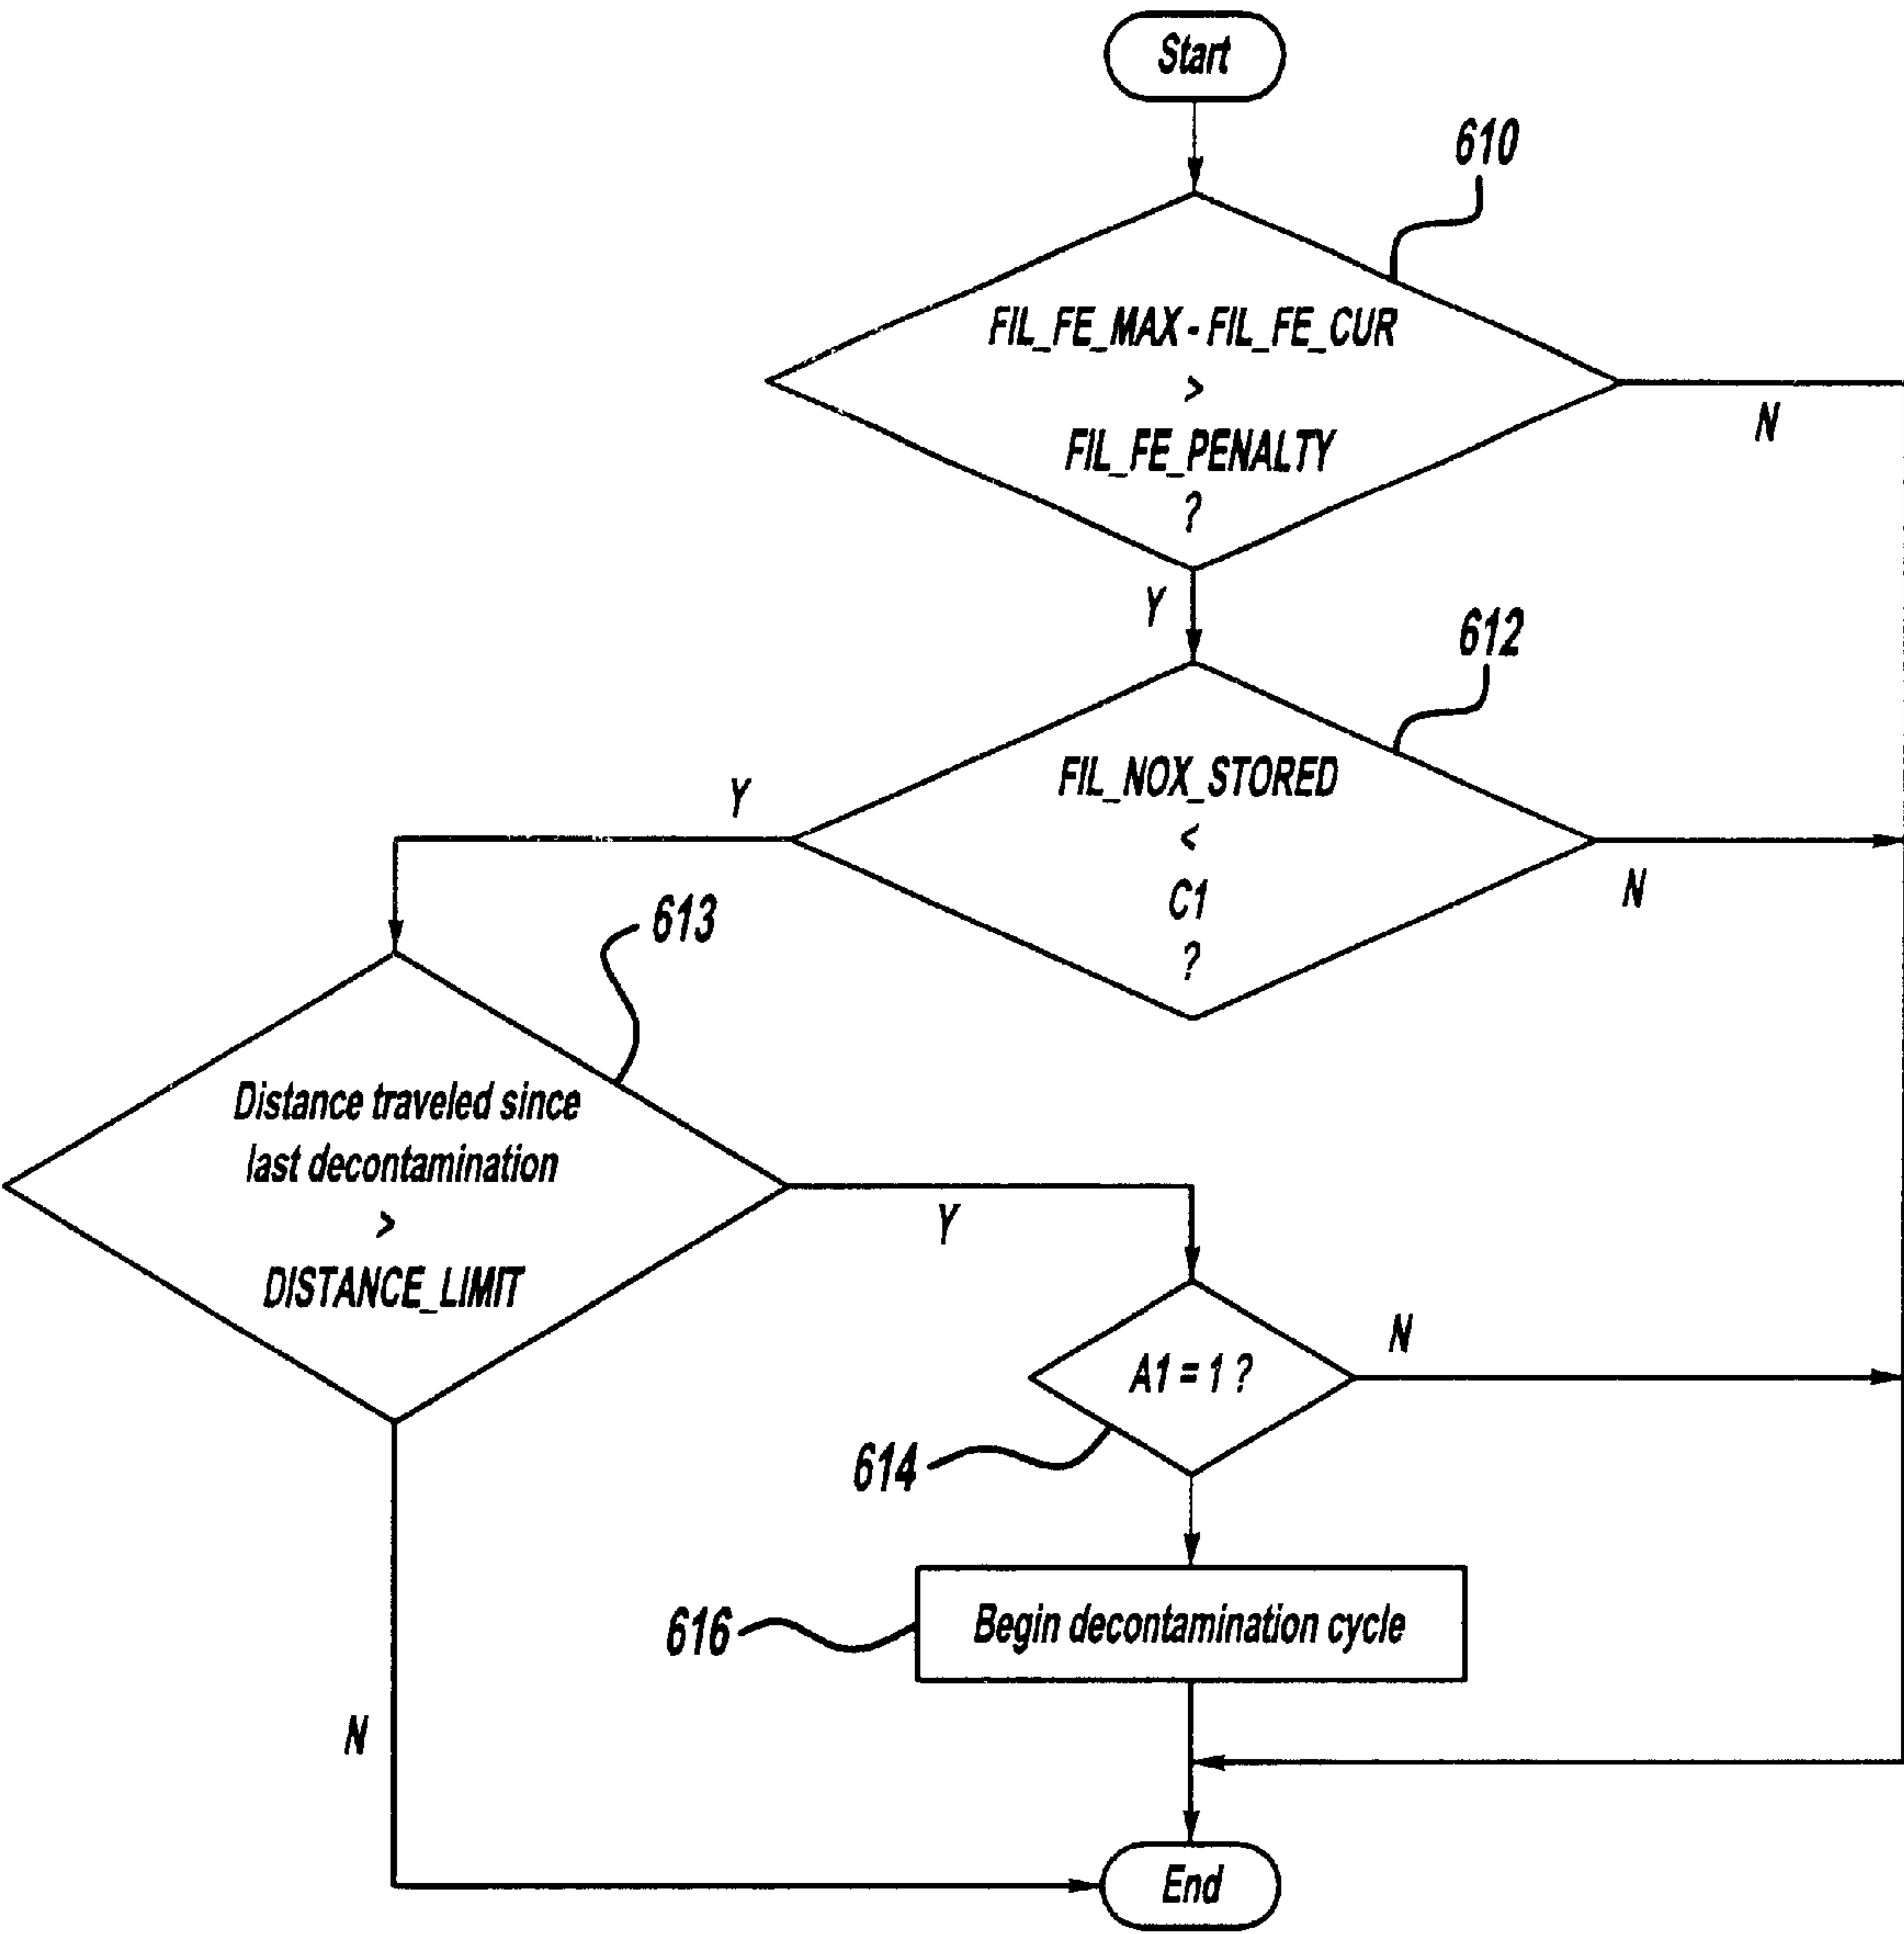 Start
610
FIL_FE_MAX - FIL_FE_CUR
>
FIL_FE_PENALTY
?
N
Y
612
FIL_NOX_STORED
<
C1
?
Y
N
613
Distance traveled since
last decontamination
>
DISTANCE_LIMIT
Y
N
A1 = 1 ?
614
616
Begin decontamination cycle
N
End